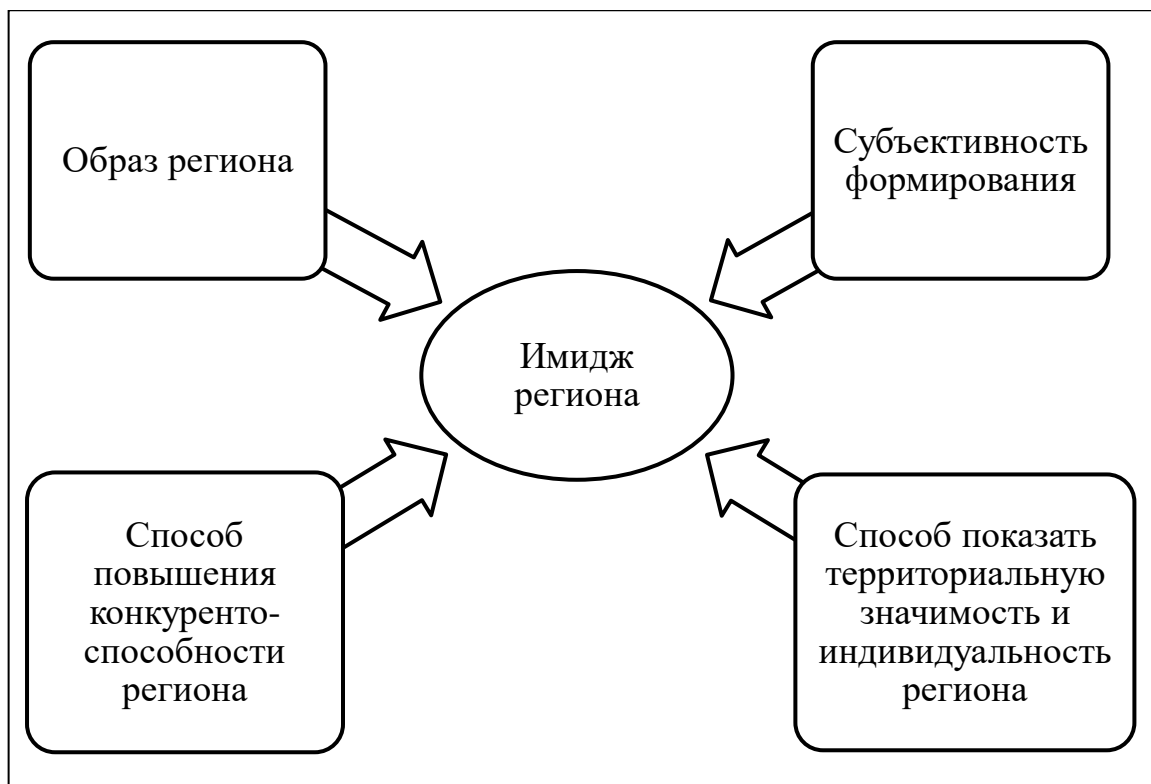 Образ региона
Субъективность
формирования
Имидж
региона
Способ
повышения
конкуренто-
способности
региона
Способ показать
территориальную
значимость и
индивидуальность
региона